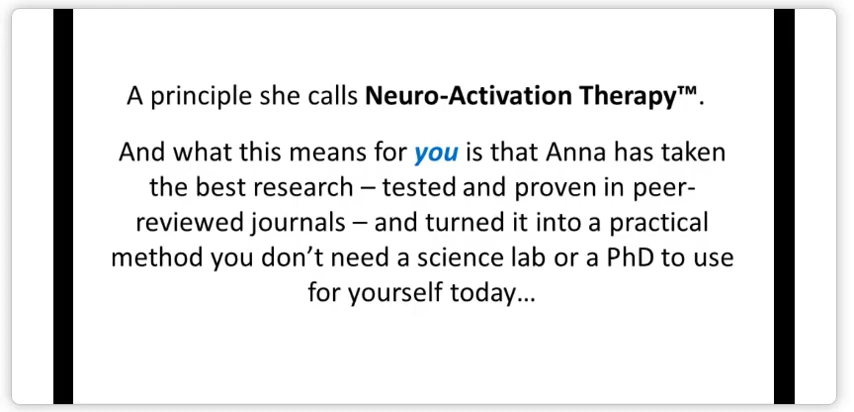 A principle she calls Neuro-Activation Therapy™.
And what this means for you is that Anna has taken
the best research – tested and proven in peer-
reviewed journals – and turned it into a practical
method you don’t need a science lab or a PhD to use
for yourself today...